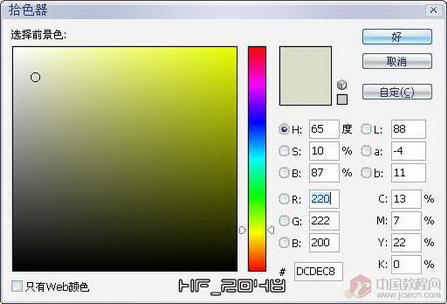 拾色器
选择前景色:
好
取消
自定(C)
H: 65 度 L: 88
S: 10 % a: -4
B: 87 % b: 11
R: 220 C: 13 %
G: 222 M: 7 %
B: 200 Y: 22 %
# DCDEC8 K: 0 %
只有Web颜色
HF_2049
中国教程网
www.jcwcn.com